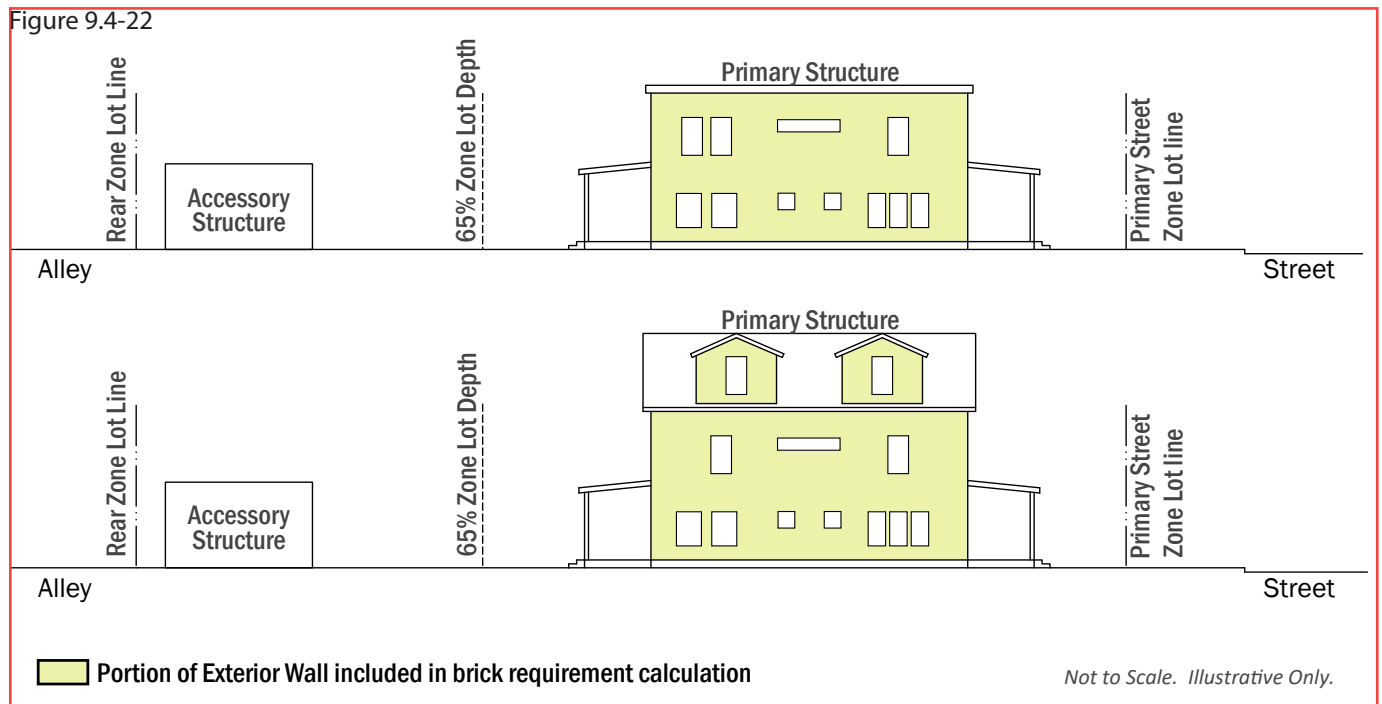 Figure 9.4-22
Primary Structure
Rear Zone Lot Line
Accessory
Structure
65% Zone Lot Depth
Primary Street
Zone Lot line
Alley
Street
Primary Structure
Rear Zone Lot Line
Accessory
Structure
65% Zone Lot Depth
Primary Street
Zone Lot line
Alley
Street
Portion of Exterior Wall included in brick requirement calculation
Not to Scale. Illustrative Only.